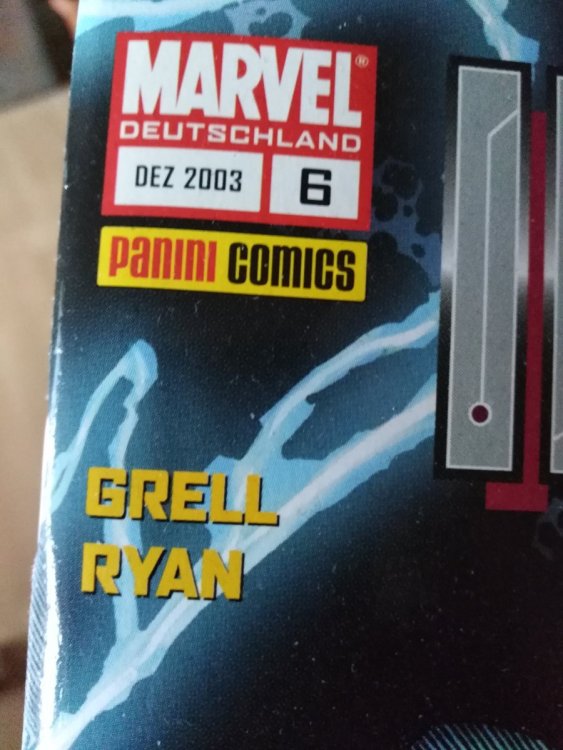 MARVEL®
DEUTSCHLAND
DEZ 2003 6
PANINI COMICS
GRELL
RYAN